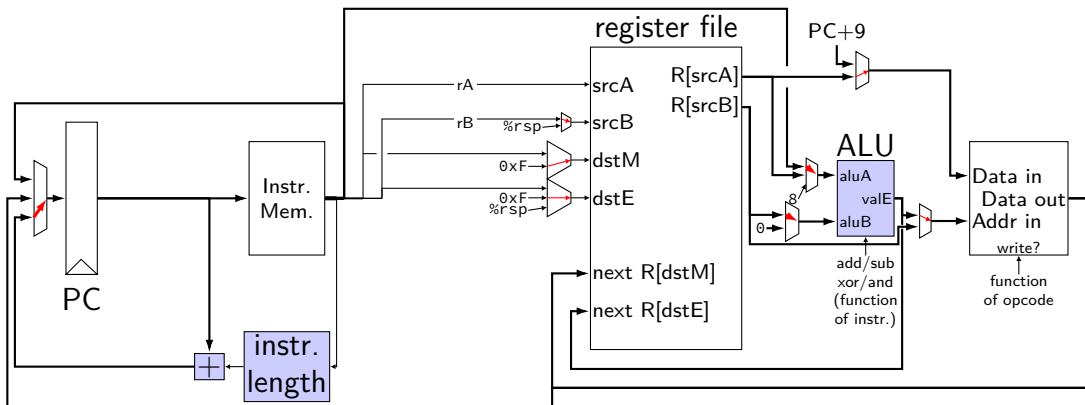 register file
PC+9
rA
srcA
R[srcA]
R[srcB]
rB
%rsp
srcB
ALU
0xF
dstM
Instr.
Mem.
aluA
valE
aluB
8
0
Data in
Data out
Addr in
write?
0xF
%rsp
dstE
PC
next R[dstM]
next R[dstE]
add/sub
xor/and
(function
of instr.)
function
of opcode
+
instr.
length